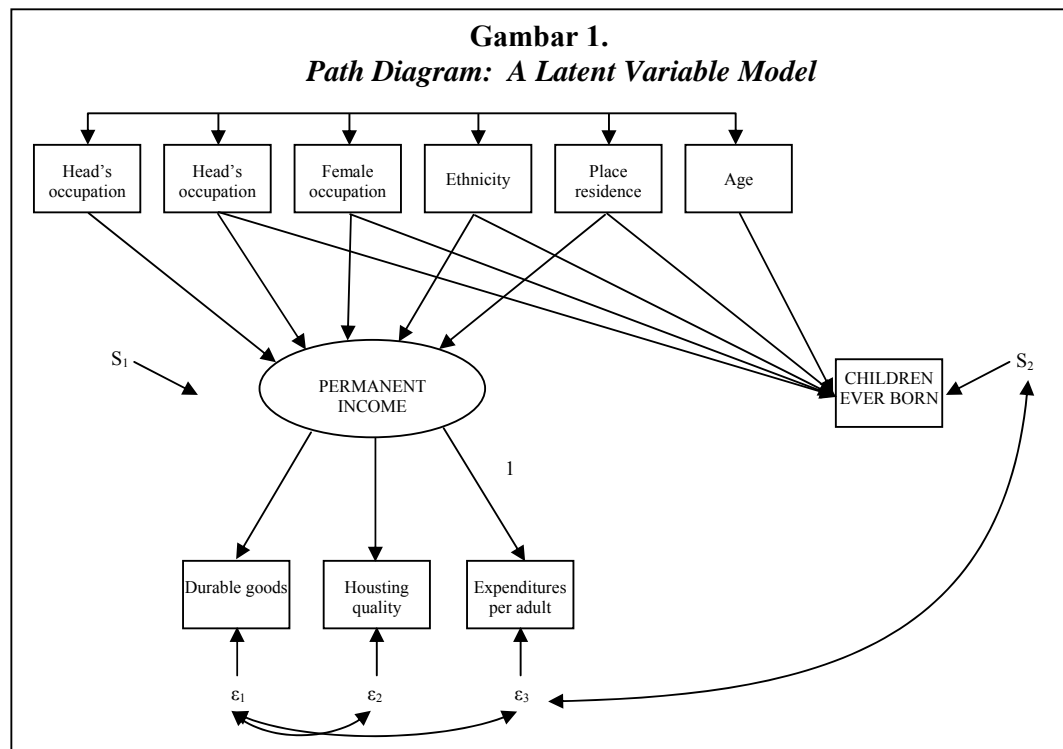 Gambar 1.
Path Diagram: A Latent Variable Model
Head's
occupation
Head's
occupation
Female
occupation
Ethnicity
Place
residence
Age
S₁
PERMANENT
INCOME
CHILDREN
EVER BORN
S₂
1
Durable goods
Housting
quality
Expenditures
per adult
ε₁
ε₂
ε₃